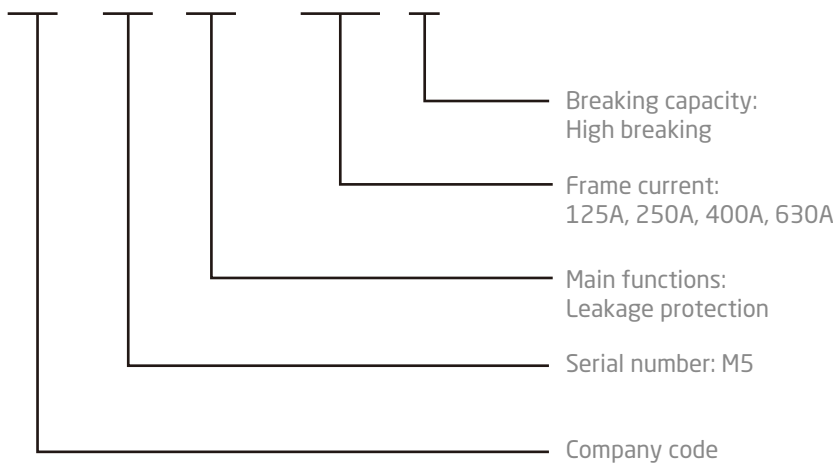 Breaking capacity:
High breaking
Frame current:
125A, 250A, 400A, 630A
Main functions:
Leakage protection
Serial number: M5
Company code